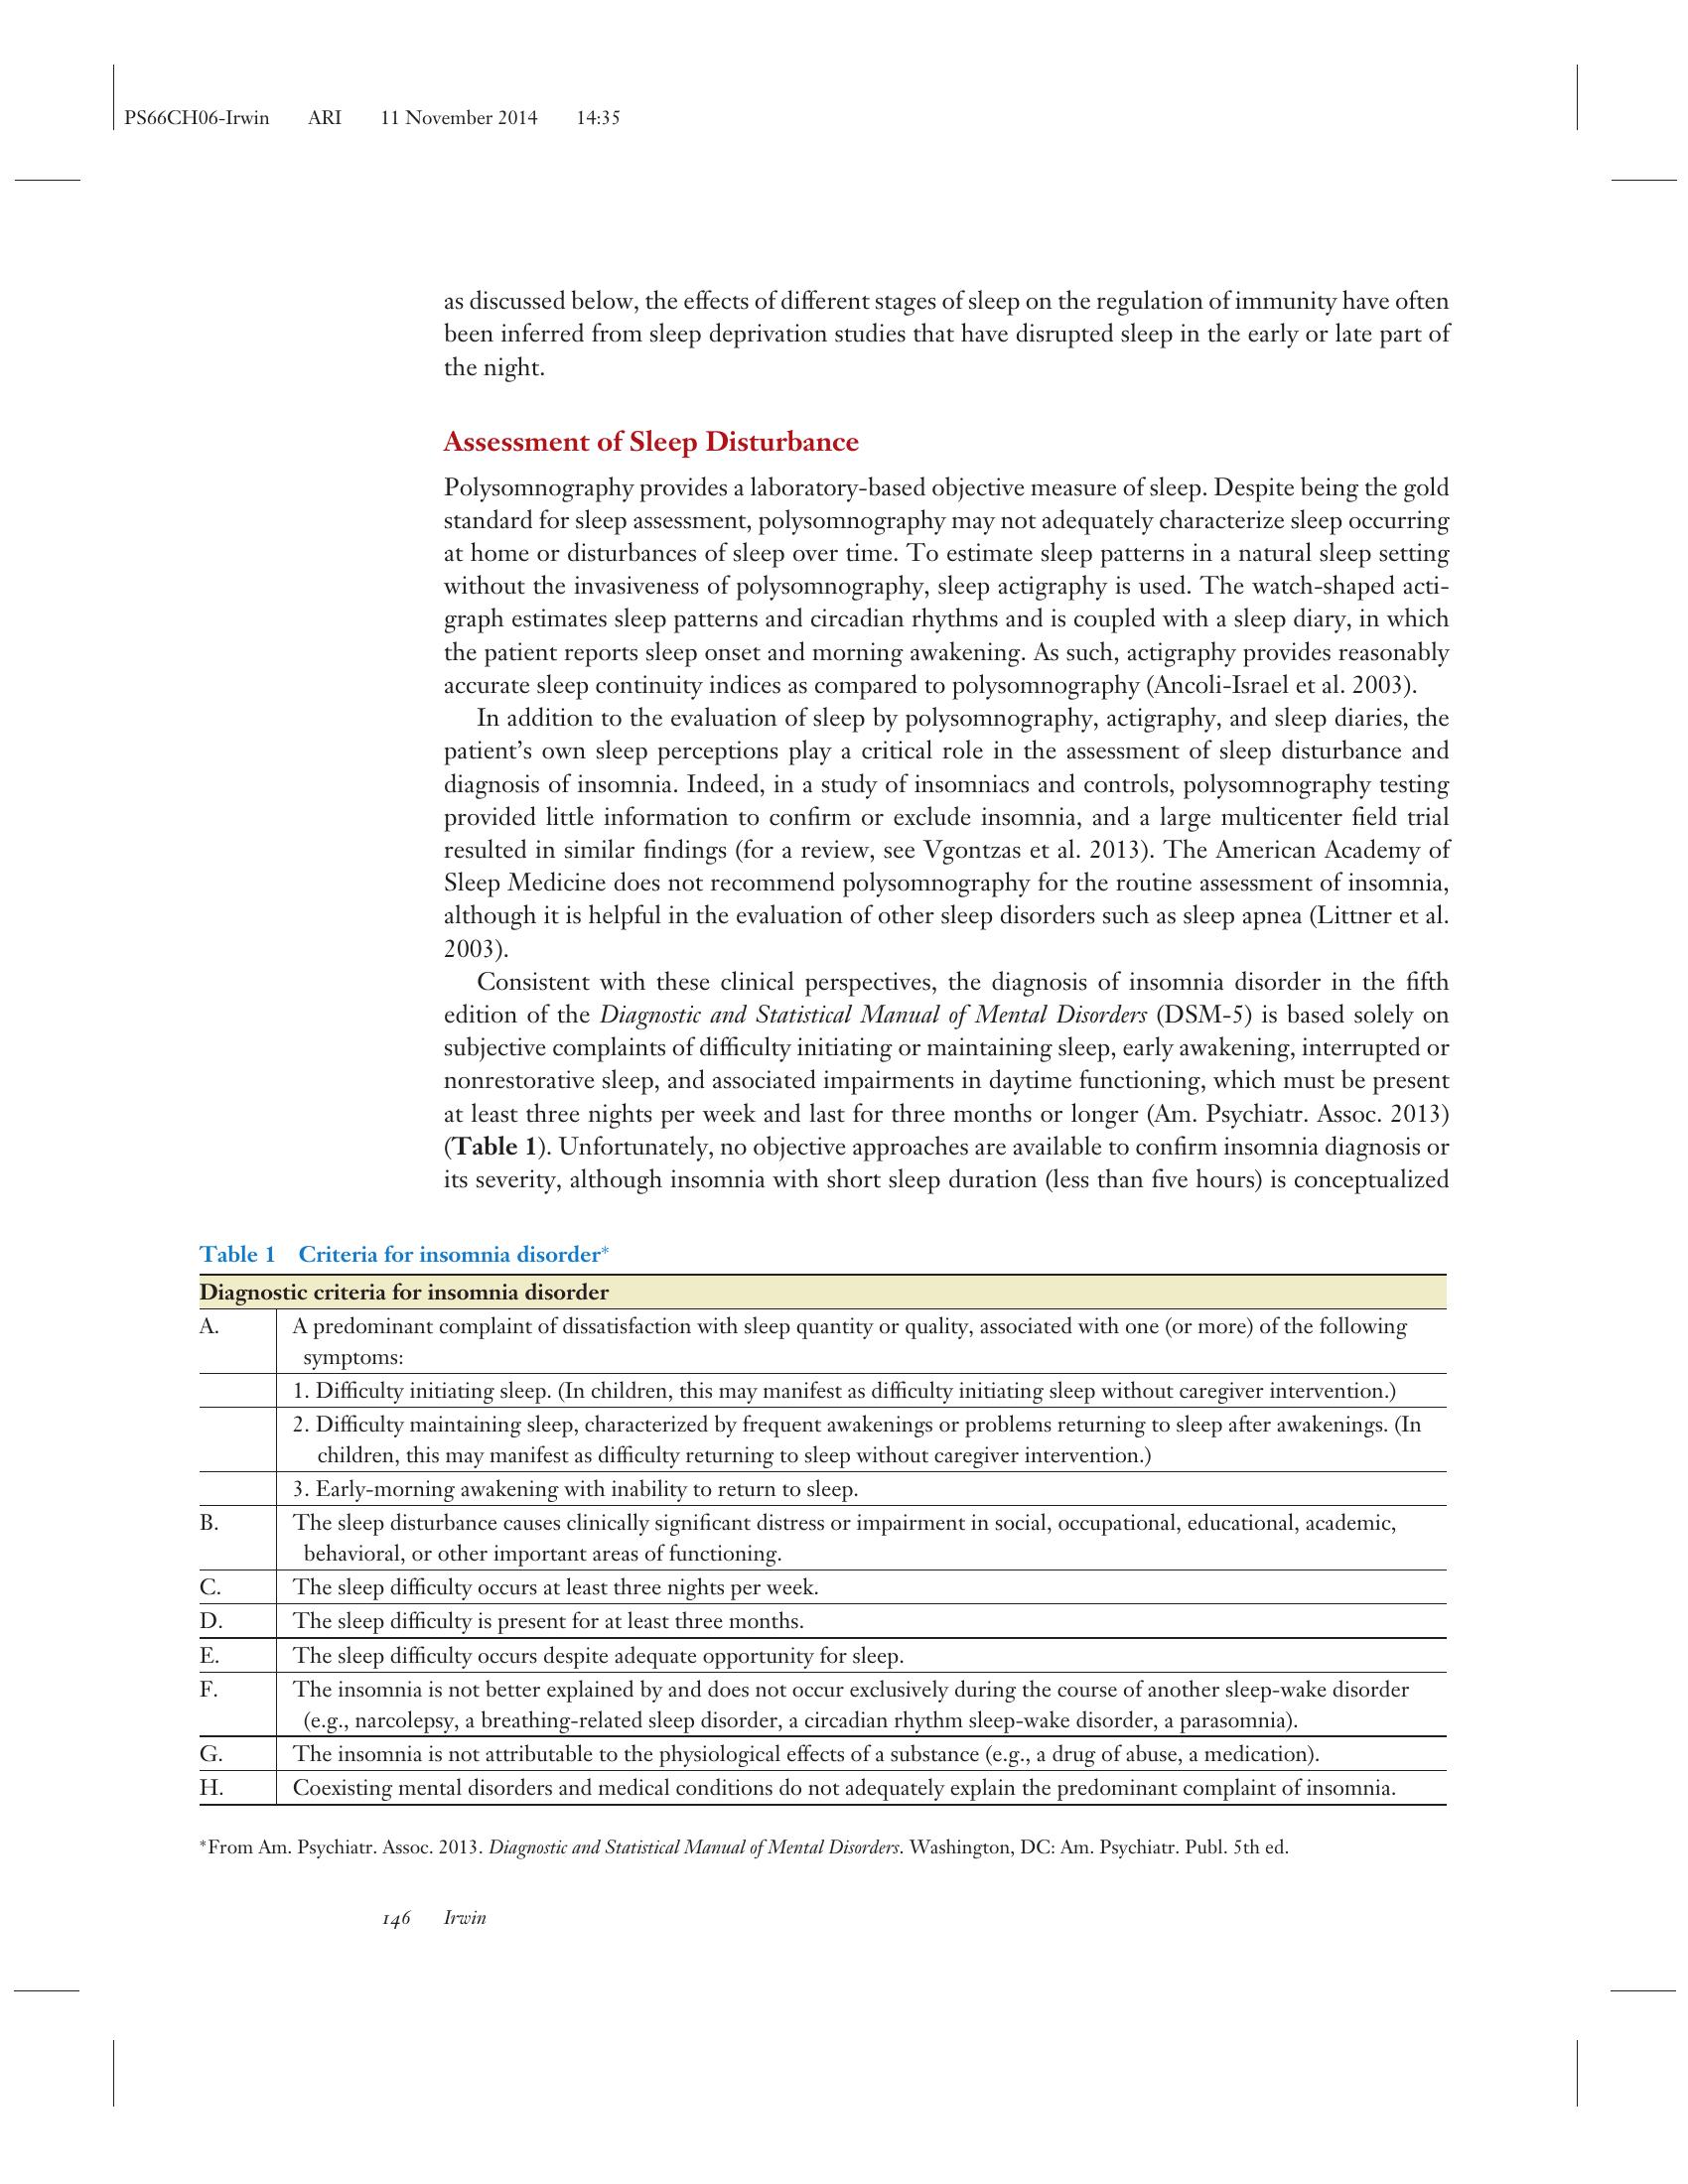 PS66CH06-Irwin ARI 11 November 2014 14:35
as discussed below, the effects of different stages of sleep on the regulation of immunity have often
been inferred from sleep deprivation studies that have disrupted sleep in the early or late part of
the night.
Assessment of Sleep Disturbance
Polysomnography provides a laboratory-based objective measure of sleep. Despite being the gold
standard for sleep assessment, polysomnography may not adequately characterize sleep occurring
at home or disturbances of sleep over time. To estimate sleep patterns in a natural sleep setting
without the invasiveness of polysomnography, sleep actigraphy is used. The watch-shaped acti-
graph estimates sleep patterns and circadian rhythms and is coupled with a sleep diary, in which
the patient reports sleep onset and morning awakening. As such, actigraphy provides reasonably
accurate sleep continuity indices as compared to polysomnography (Ancoli-Israel et al. 2003).
In addition to the evaluation of sleep by polysomnography, actigraphy, and sleep diaries, the
patient’s own sleep perceptions play a critical role in the assessment of sleep disturbance and
diagnosis of insomnia. Indeed, in a study of insomniacs and controls, polysomnography testing
provided little information to confirm or exclude insomnia, and a large multicenter field trial
resulted in similar findings (for a review, see Vgontzas et al. 2013). The American Academy of
Sleep Medicine does not recommend polysomnography for the routine assessment of insomnia,
although it is helpful in the evaluation of other sleep disorders such as sleep apnea (Littner et al.
2003).
Consistent with these clinical perspectives, the diagnosis of insomnia disorder in the fifth
edition of the Diagnostic and Statistical Manual of Mental Disorders (DSM-5) is based solely on
subjective complaints of difficulty initiating or maintaining sleep, early awakening, interrupted or
nonrestorative sleep, and associated impairments in daytime functioning, which must be present
at least three nights per week and last for three months or longer (Am. Psychiatr. Assoc. 2013)
(Table 1). Unfortunately, no objective approaches are available to confirm insomnia diagnosis or
its severity, although insomnia with short sleep duration (less than five hours) is conceptualized
Table 1 Criteria for insomnia disorder*
Diagnostic criteria for insomnia disorder
A. A predominant complaint of dissatisfaction with sleep quantity or quality, associated with one (or more) of the following
symptoms:
1. Difficulty initiating sleep. (In children, this may manifest as difficulty initiating sleep without caregiver intervention.)
2. Difficulty maintaining sleep, characterized by frequent awakenings or problems returning to sleep after awakenings. (In
children, this may manifest as difficulty returning to sleep without caregiver intervention.)
3. Early-morning awakening with inability to return to sleep.
B. The sleep disturbance causes clinically significant distress or impairment in social, occupational, educational, academic,
behavioral, or other important areas of functioning.
C. The sleep difficulty occurs at least three nights per week.
D. The sleep difficulty is present for at least three months.
E. The sleep difficulty occurs despite adequate opportunity for sleep.
F. The insomnia is not better explained by and does not occur exclusively during the course of another sleep-wake disorder
(e.g., narcolepsy, a breathing-related sleep disorder, a circadian rhythm sleep-wake disorder, a parasomnia).
G. The insomnia is not attributable to the physiological effects of a substance (e.g., a drug of abuse, a medication).
H. Coexisting mental disorders and medical conditions do not adequately explain the predominant complaint of insomnia.
*From Am. Psychiatr. Assoc. 2013. Diagnostic and Statistical Manual of Mental Disorders. Washington, DC: Am. Psychiatr. Publ. 5th ed.
146 Irwin